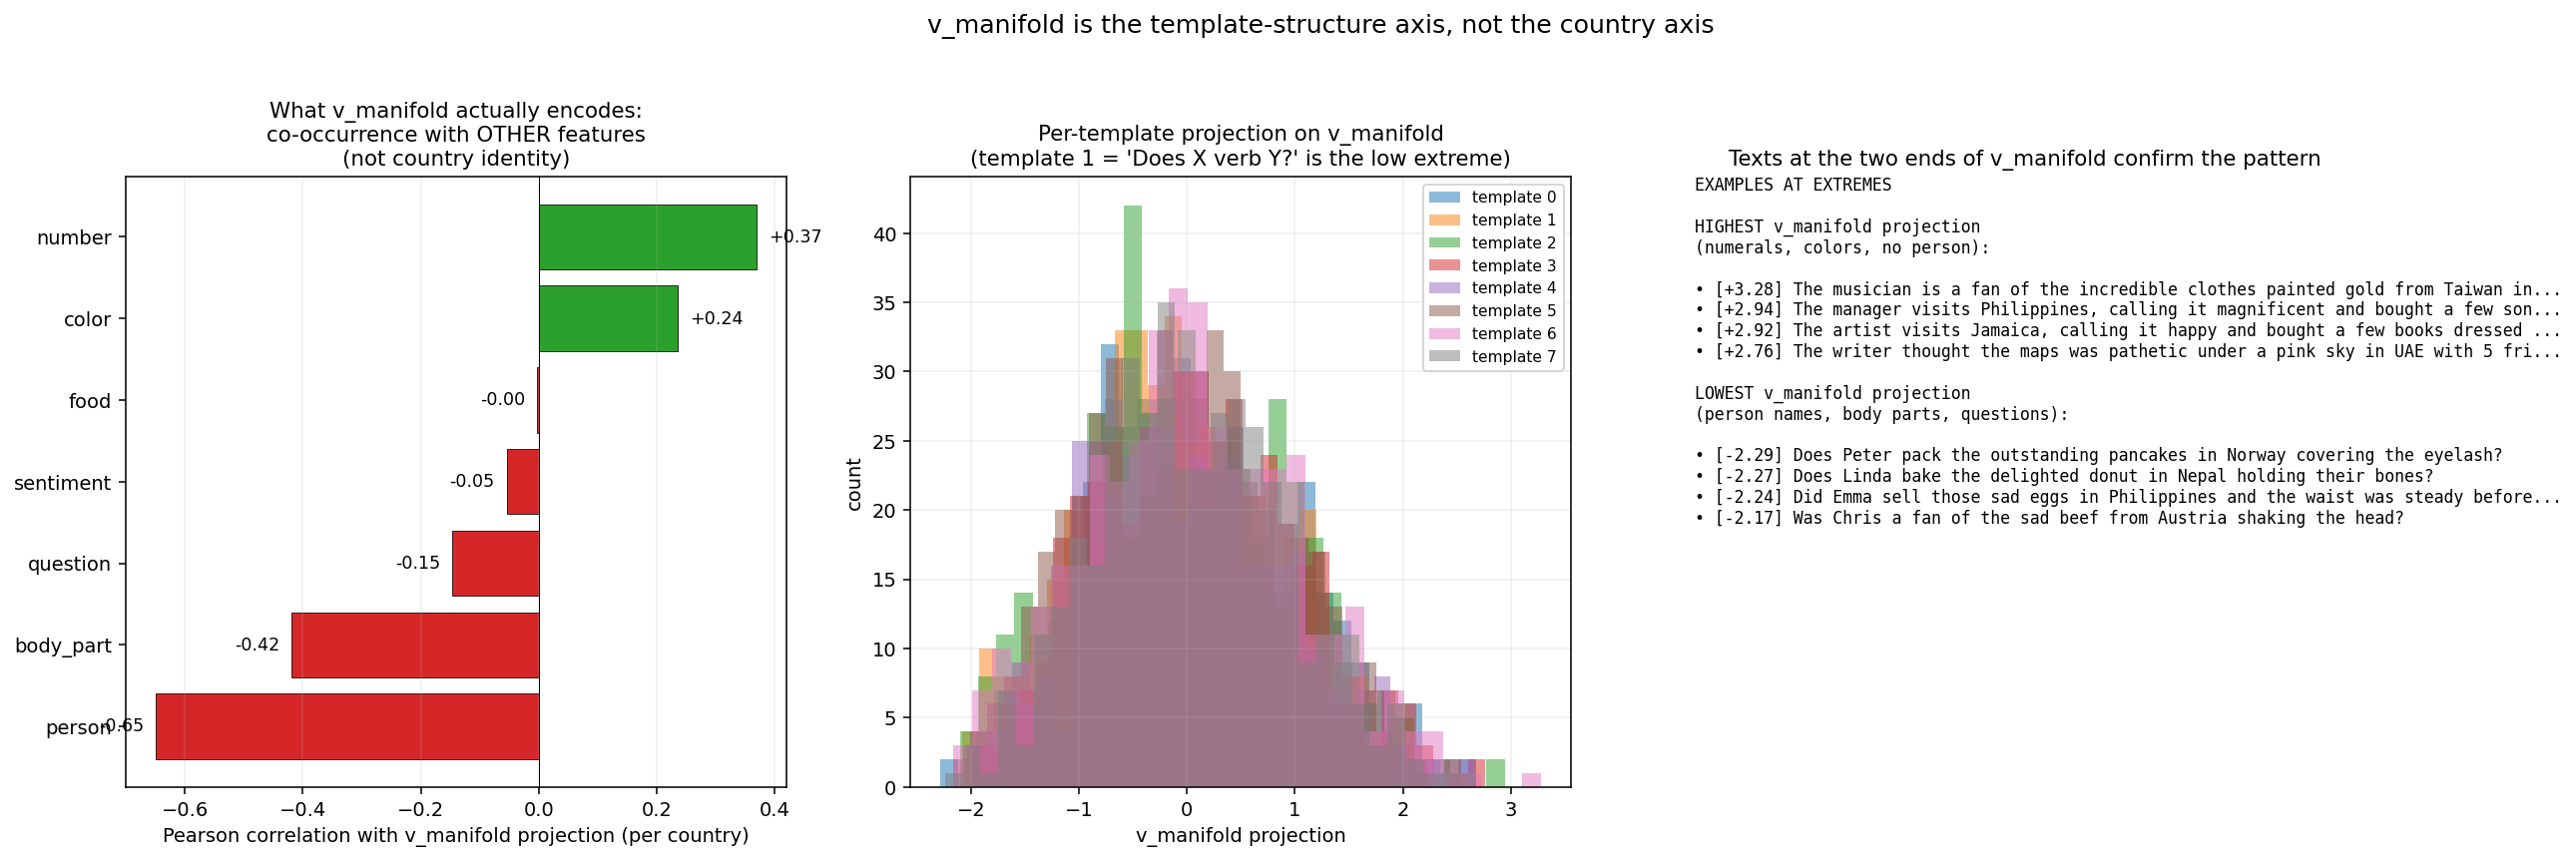 v_manifold is the template-structure axis, not the country axis
What v_manifold actually encodes:
co-occurrence with OTHER features
(not country identity)
number
color
food
sentiment
question
body_part
person
+0.37
+0.24
-0.00
-0.05
-0.15
-0.42
-0.65
−0.6
−0.4
−0.2
0.0
0.2
0.4
Pearson correlation with v_manifold projection (per country)
Per-template projection on v_manifold
(template 1 = 'Does X verb Y?' is the low extreme)
count
40
35
30
25
20
15
10
5
0
template 0
template 1
template 2
template 3
template 4
template 5
template 6
template 7
−2
−1
0
1
2
3
v_manifold projection
Texts at the two ends of v_manifold confirm the pattern
EXAMPLES AT EXTREMES
HIGHEST v_manifold projection
(numerals, colors, no person):
• [+3.28] The musician is a fan of the incredible clothes painted gold from Taiwan in...
• [+2.94] The manager visits Philippines, calling it magnificent and bought a few son...
• [+2.92] The artist visits Jamaica, calling it happy and bought a few books dressed ...
• [+2.76] The writer thought the maps was pathetic under a pink sky in UAE with 5 fri...
LOWEST v_manifold projection
(person names, body parts, questions):
• [-2.29] Does Peter pack the outstanding pancakes in Norway covering the eyelash?
• [-2.27] Does Linda bake the delighted donut in Nepal holding their bones?
• [-2.24] Did Emma sell those sad eggs in Philippines and the waist was steady before...
• [-2.17] Was Chris a fan of the sad beef from Austria shaking the head?